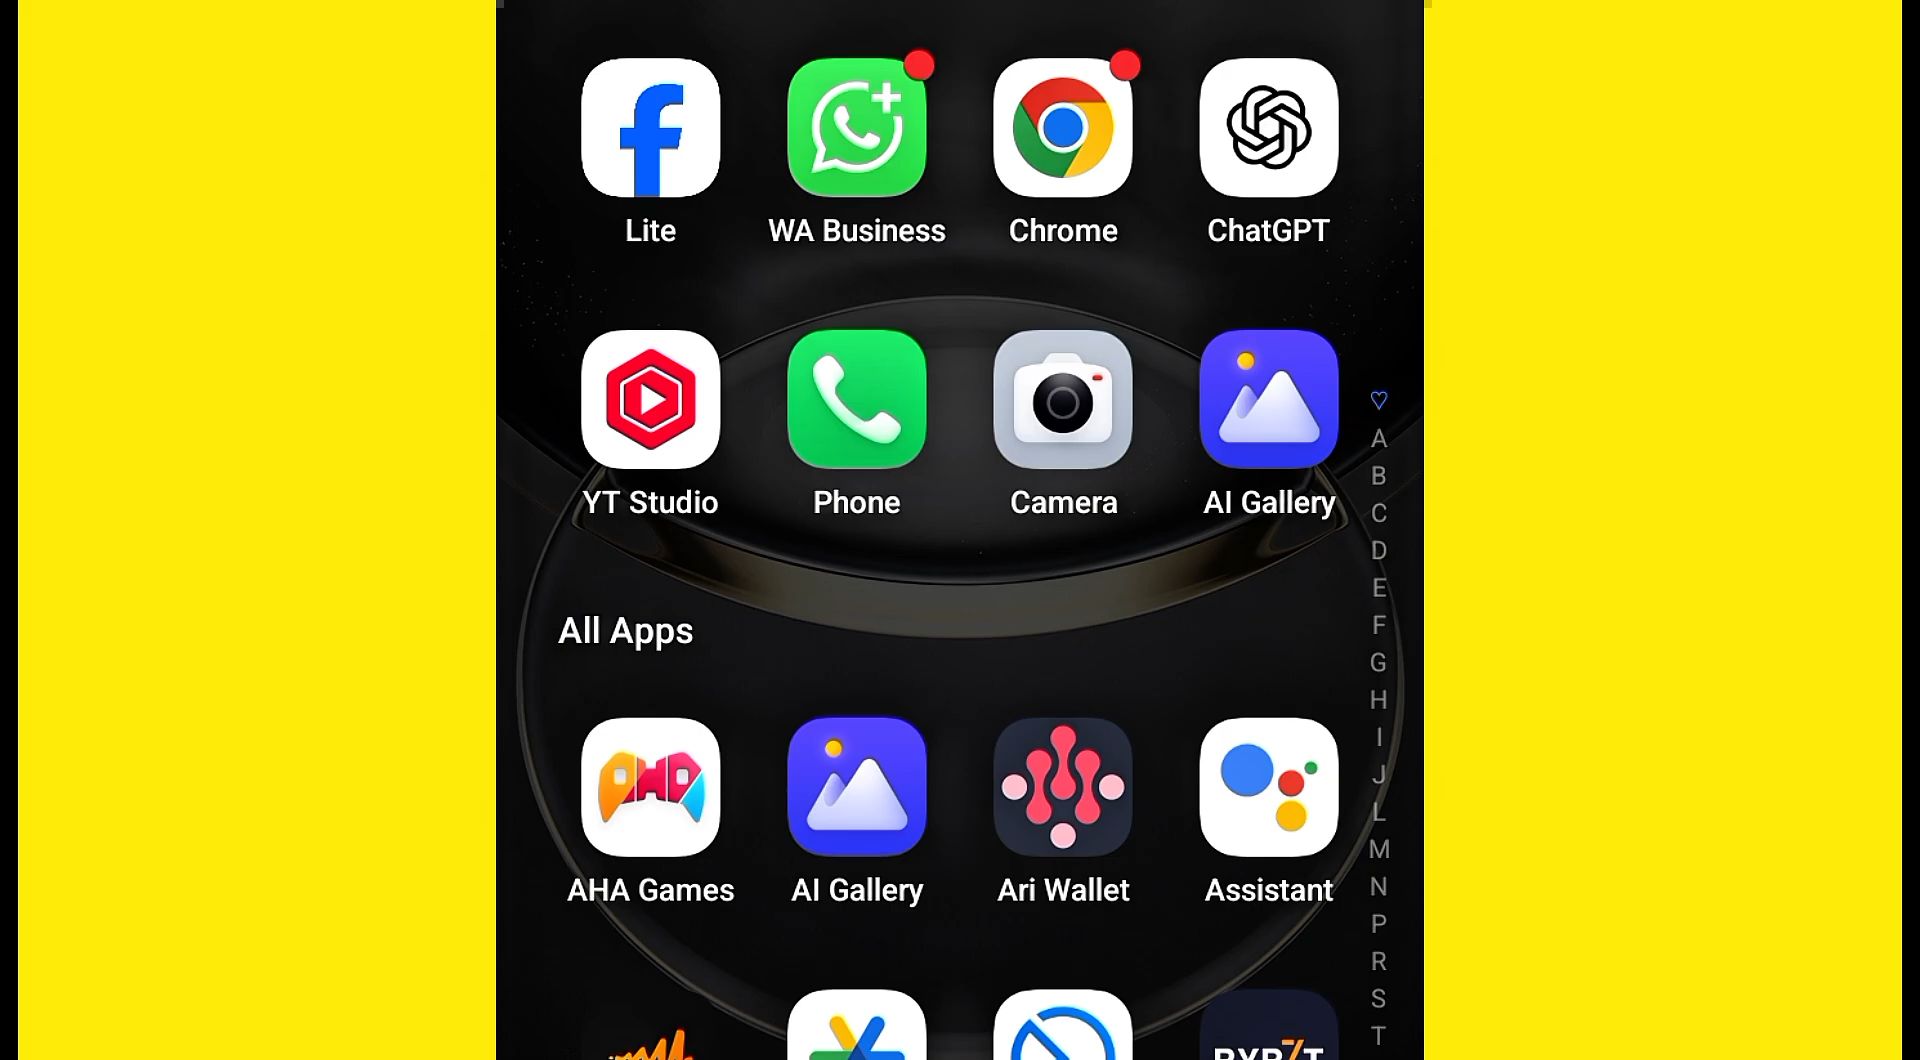 Lite WA Business Chrome ChatGPT
YT Studio Phone Camera AI Gallery
A
B
C
D
E
F
G
H
I
J
L
M
N
P
R
S
T
All Apps
AHA Games AI Gallery Ari Wallet Assistant